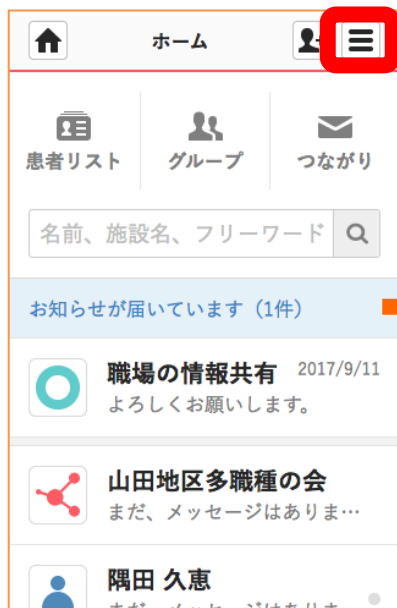 ホーム
患者リスト グループ つながり
名前、施設名、フリーワード
お知らせが届いています（1件）
職場の情報共有 2017/9/11
よろしくお願いします。
山田地区多職種の会
まだ、メッセージはありま…
隅田 久恵